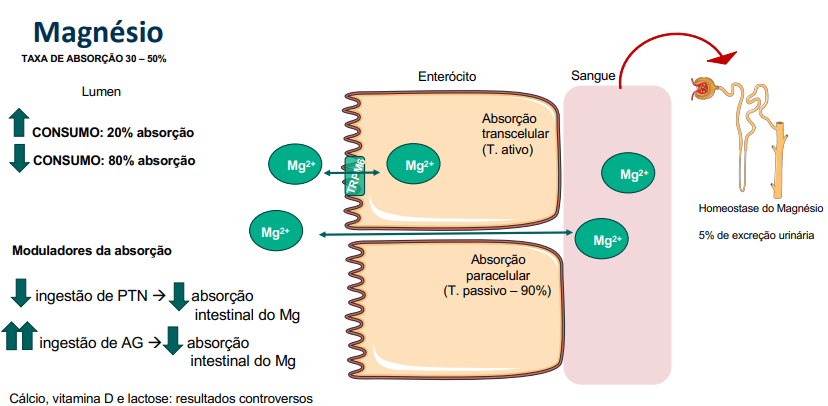 Magnésio
TAXA DE ABSORÇÃO 30 – 50%
Lumen
CONSUMO: 20% absorção
CONSUMO: 80% absorção
Moduladores da absorção
ingestão de PTN → absorção
intestinal do Mg
ingestão de AG → absorção
intestinal do Mg
Cálcio, vitamina D e lactose: resultados controversos
Enterócito
Sangue
Absorção
transcelular
(T. ativo)
Mg2+
TRPM6
Mg2+
Mg2+
Mg2+
Mg2+
Absorção
paracelular
(T. passivo – 90%)
Homeostase do Magnésio
5% de excreção urinária